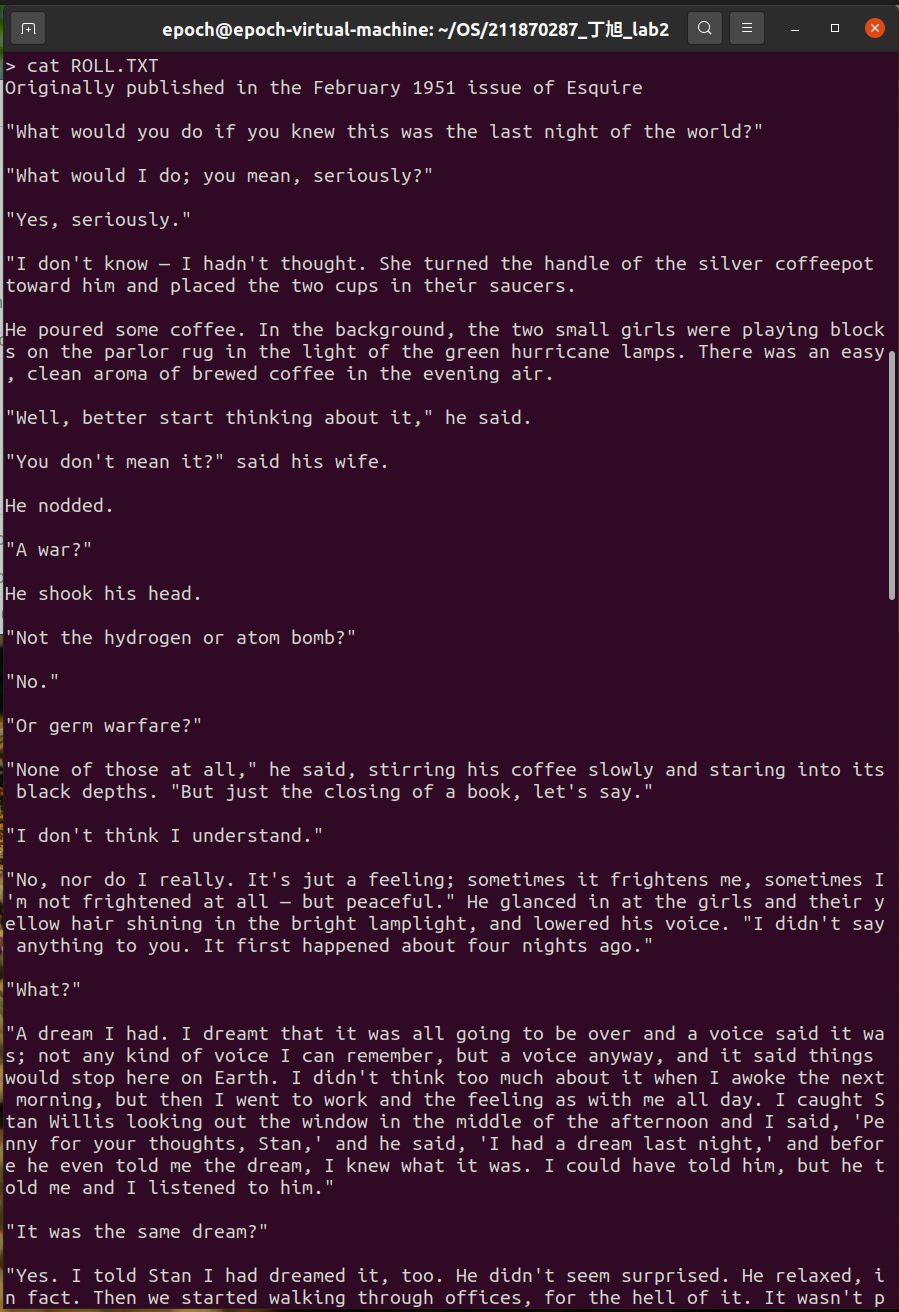 epoch@epoch-virtual-machine: ~/OS/211870287_丁旭_lab2
> cat ROLL.TXT
Originally published in the February 1951 issue of Esquire
"What would you do if you knew this was the last night of the world?"
"What would I do; you mean, seriously?"
"Yes, seriously."
"I don't know — I hadn't thought. She turned the handle of the silver coffeepot
toward him and placed the two cups in their saucers.
He poured some coffee. In the background, the two small girls were playing block
s on the parlor rug in the light of the green hurricane lamps. There was an easy
, clean aroma of brewed coffee in the evening air.
"Well, better start thinking about it," he said.
"You don't mean it?" said his wife.
He nodded.
"A war?"
He shook his head.
"Not the hydrogen or atom bomb?"
"No."
"Or germ warfare?"
"None of those at all," he said, stirring his coffee slowly and staring into its
 black depths. "But just the closing of a book, let's say."
"I don't think I understand."
"No, nor do I really. It's jut a feeling; sometimes it frightens me, sometimes I
'm not frightened at all — but peaceful." He glanced in at the girls and their y
ellow hair shining in the bright lamplight, and lowered his voice. "I didn't say
 anything to you. It first happened about four nights ago."
"What?"
"A dream I had. I dreamt that it was all going to be over and a voice said it wa
s; not any kind of voice I can remember, but a voice anyway, and it said things
would stop here on Earth. I didn't think too much about it when I awoke the next
 morning, but then I went to work and the feeling as with me all day. I caught S
tan Willis looking out the window in the middle of the afternoon and I said, 'Pe
nny for your thoughts, Stan,' and he said, 'I had a dream last night,' and befor
e he even told me the dream, I knew what it was. I could have told him, but he t
old me and I listened to him."
"It was the same dream?"
"Yes. I told Stan I had dreamed it, too. He didn't seem surprised. He relaxed, i
n fact. Then we started walking through offices, for the hell of it. It wasn't p